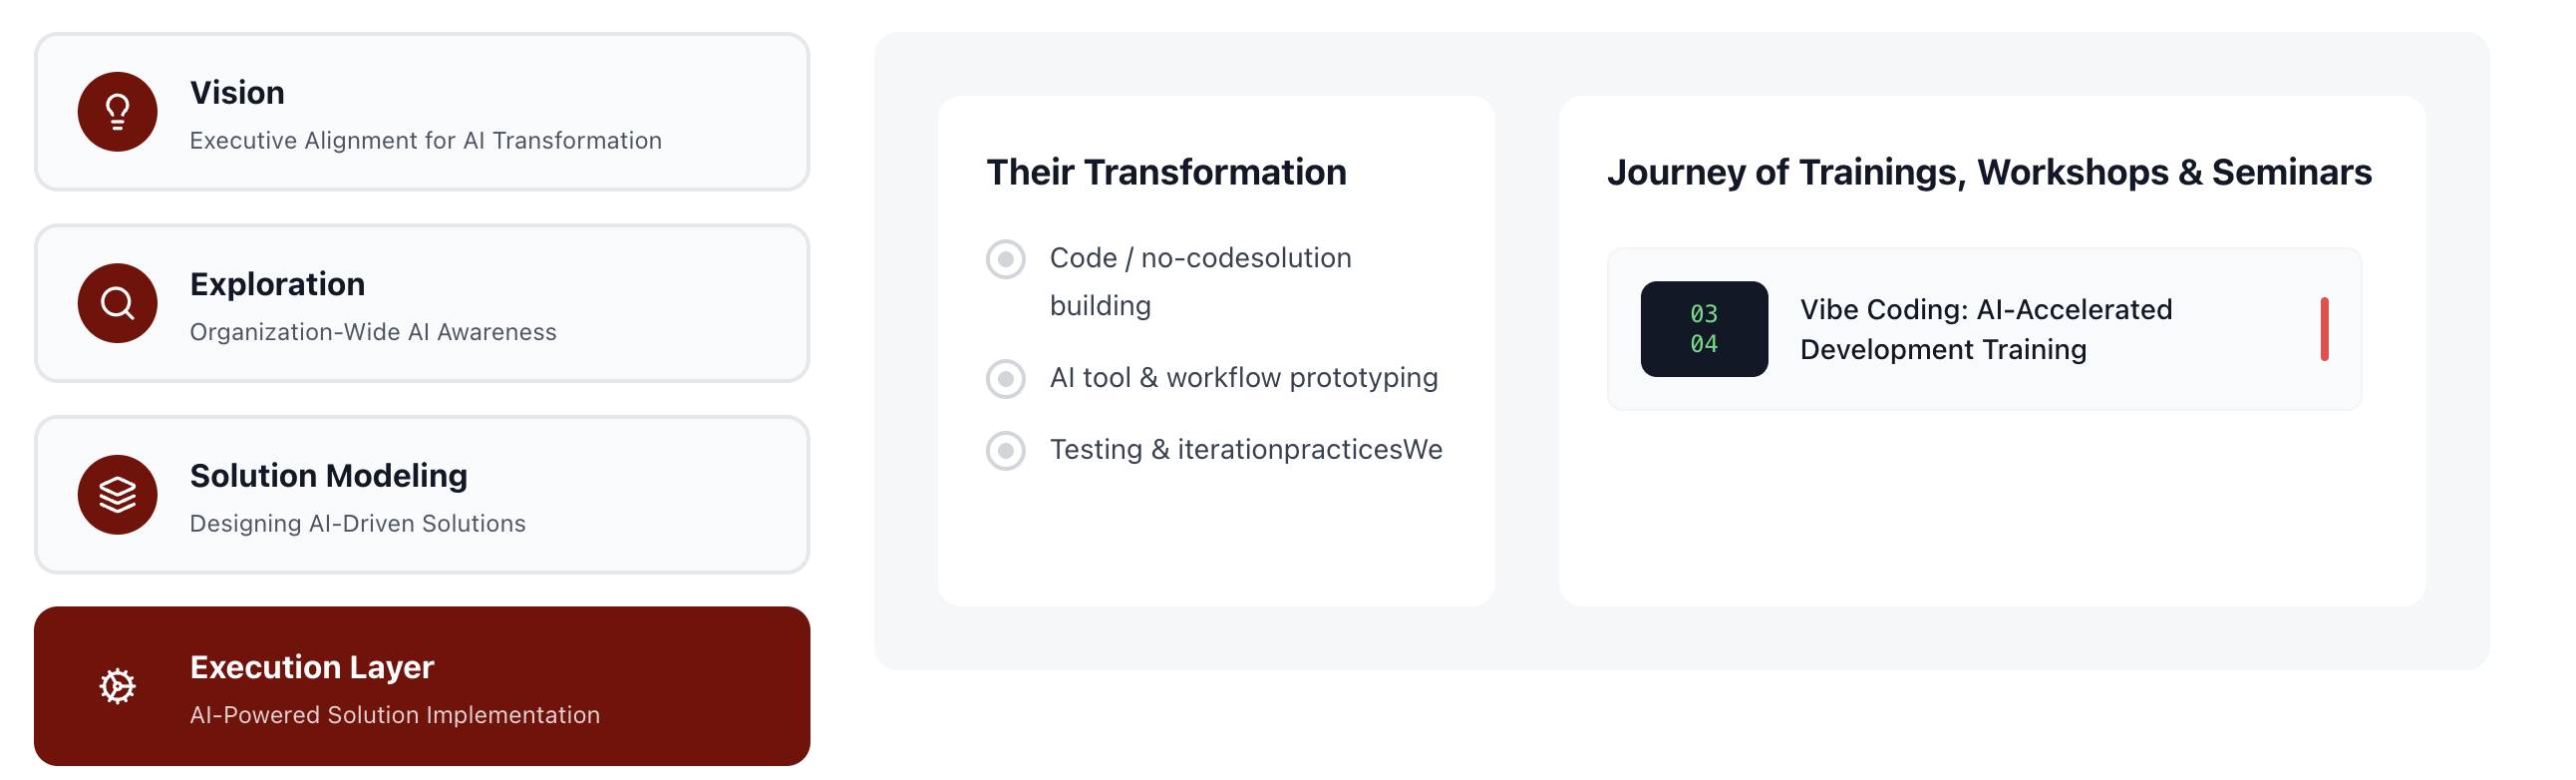 Vision
Executive Alignment for AI Transformation
Exploration
Organization-Wide AI Awareness
Solution Modeling
Designing AI-Driven Solutions
Execution Layer
AI-Powered Solution Implementation
Their Transformation
Code / no-codesolution
building
AI tool & workflow prototyping
Testing & iterationpracticesWe
Journey of Trainings, Workshops & Seminars
03
04
Vibe Coding: AI-Accelerated
Development Training